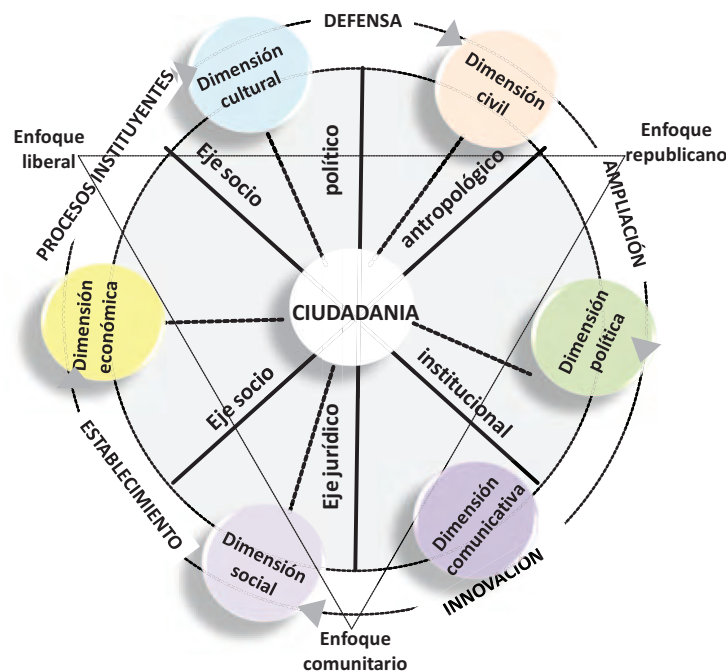 DEFENSA
Dimensión
cultural
Dimensión
civil
Enfoque
liberal
Enfoque
republicano
PROCESOS INSTITUYENTES
Eje socio
político
antropológico
AMPLIACIÓN
Dimensión
económica
CIUDADANIA
Dimensión
política
Eje socio
Eje jurídico
institucional
ESTABLECIMIENTO
Dimensión
social
Dimensión
comunicativa
INNOVACIÓN
Enfoque
comunitario